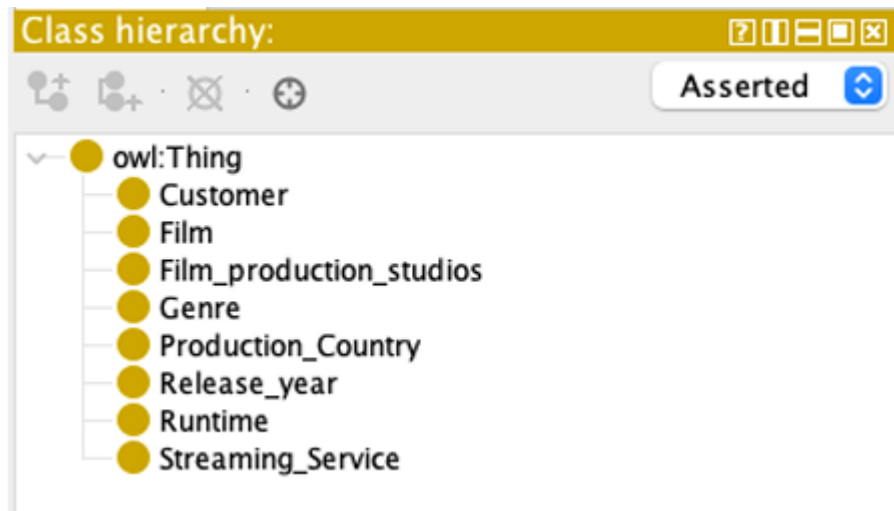 Class hierarchy:
Asserted
owl:Thing
Customer
Film
Film_production_studios
Genre
Production_Country
Release_year
Runtime
Streaming_Service